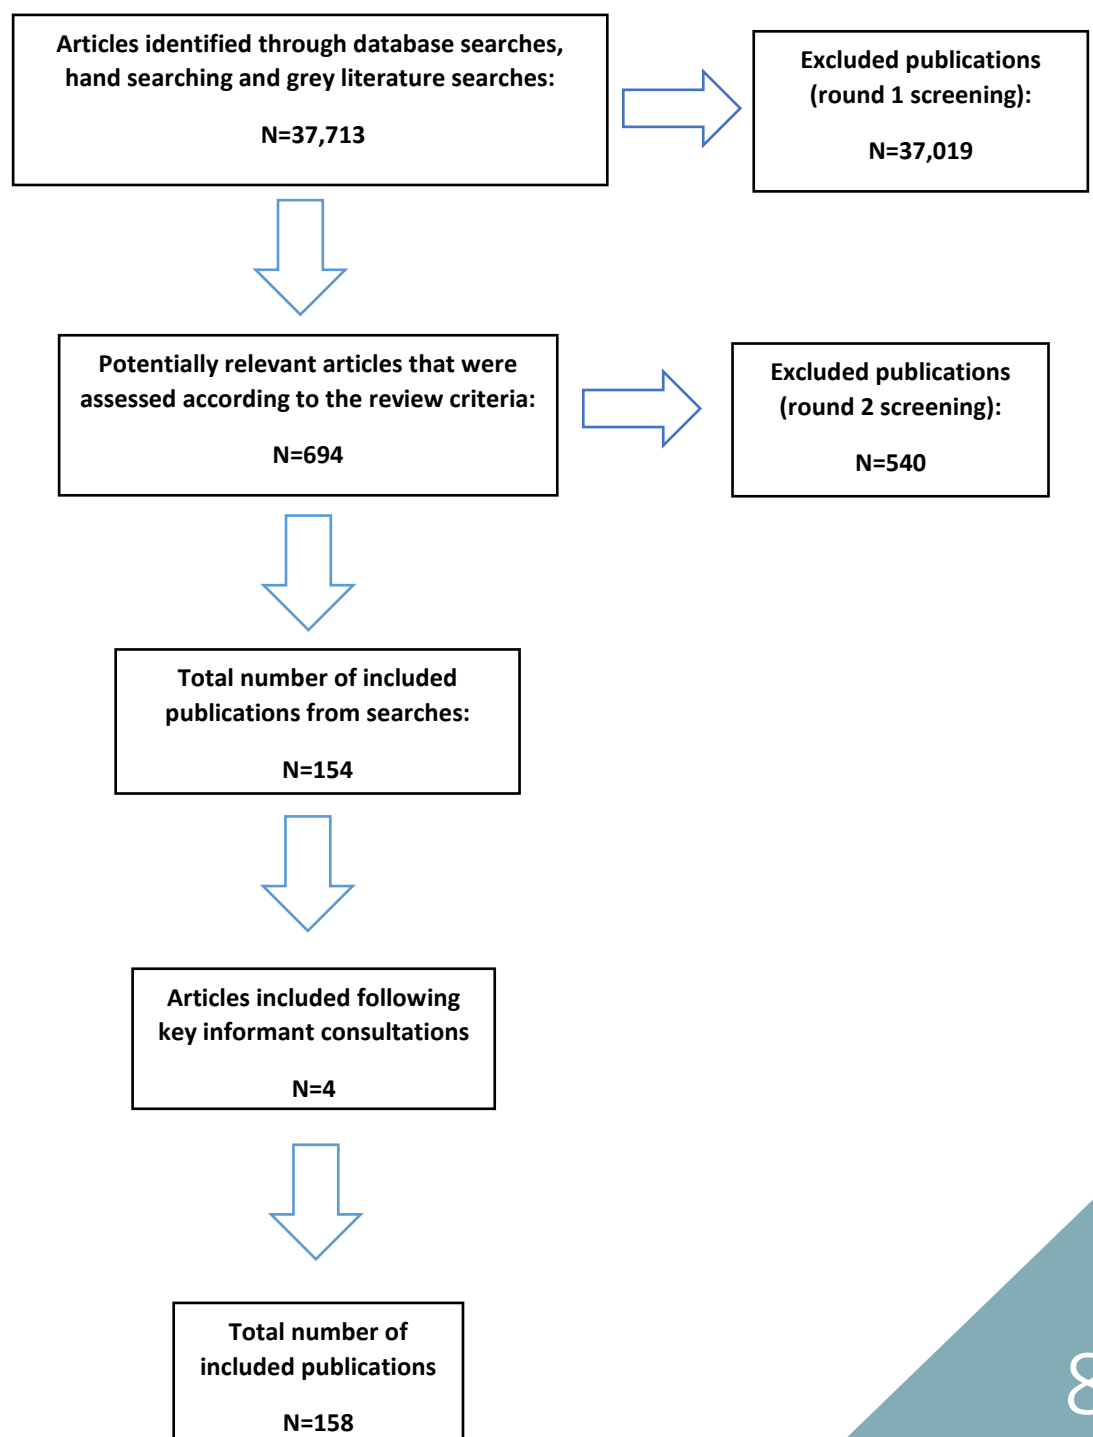 Articles identified through database searches,
hand searching and grey literature searches:
N=37,713
Excluded publications
(round 1 screening):
N=37,019
Potentially relevant articles that were
assessed according to the review criteria:
N=694
Excluded publications
(round 2 screening):
N=540
Total number of included
publications from searches:
N=154
Articles included following
key informant consultations
N=4
Total number of
included publications
N=158
8